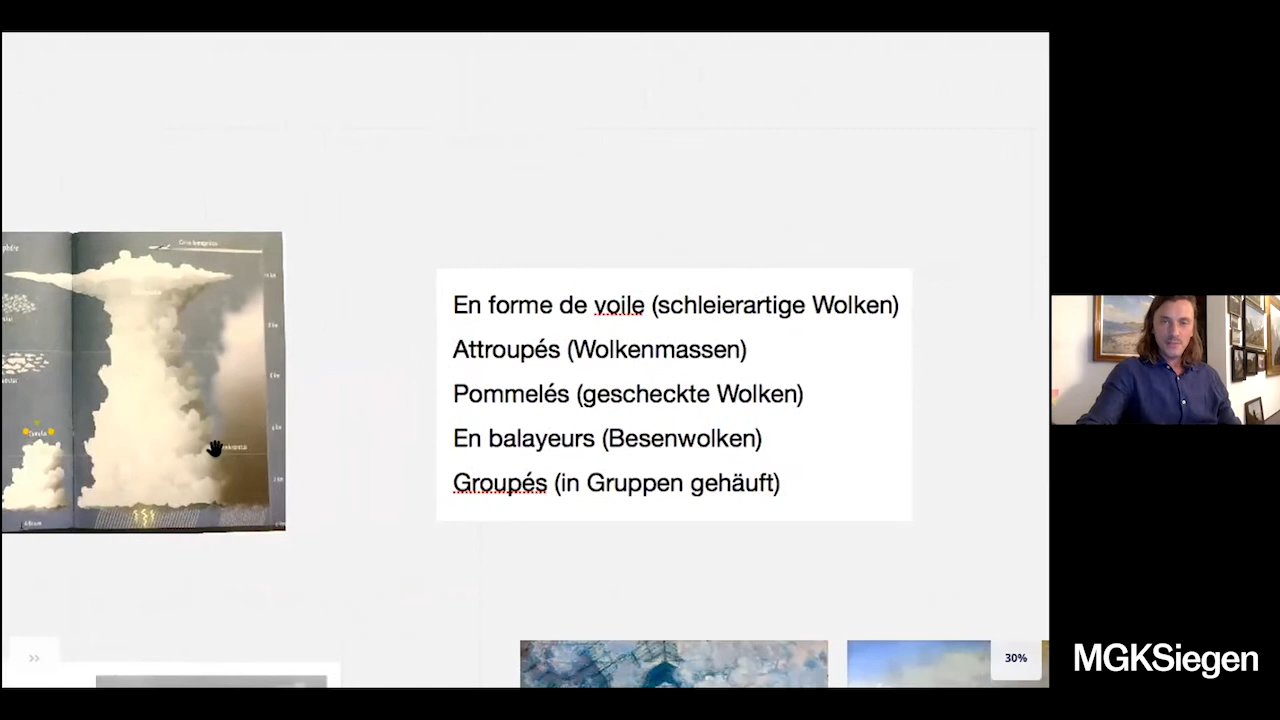 En forme de voile (schleierartige Wolken)
Attroupés (Wolkenmassen)
Pommelés (gescheckte Wolken)
En balayeurs (Besenwolken)
Groupés (in Gruppen gehäuft)
30%
MGKSiegen